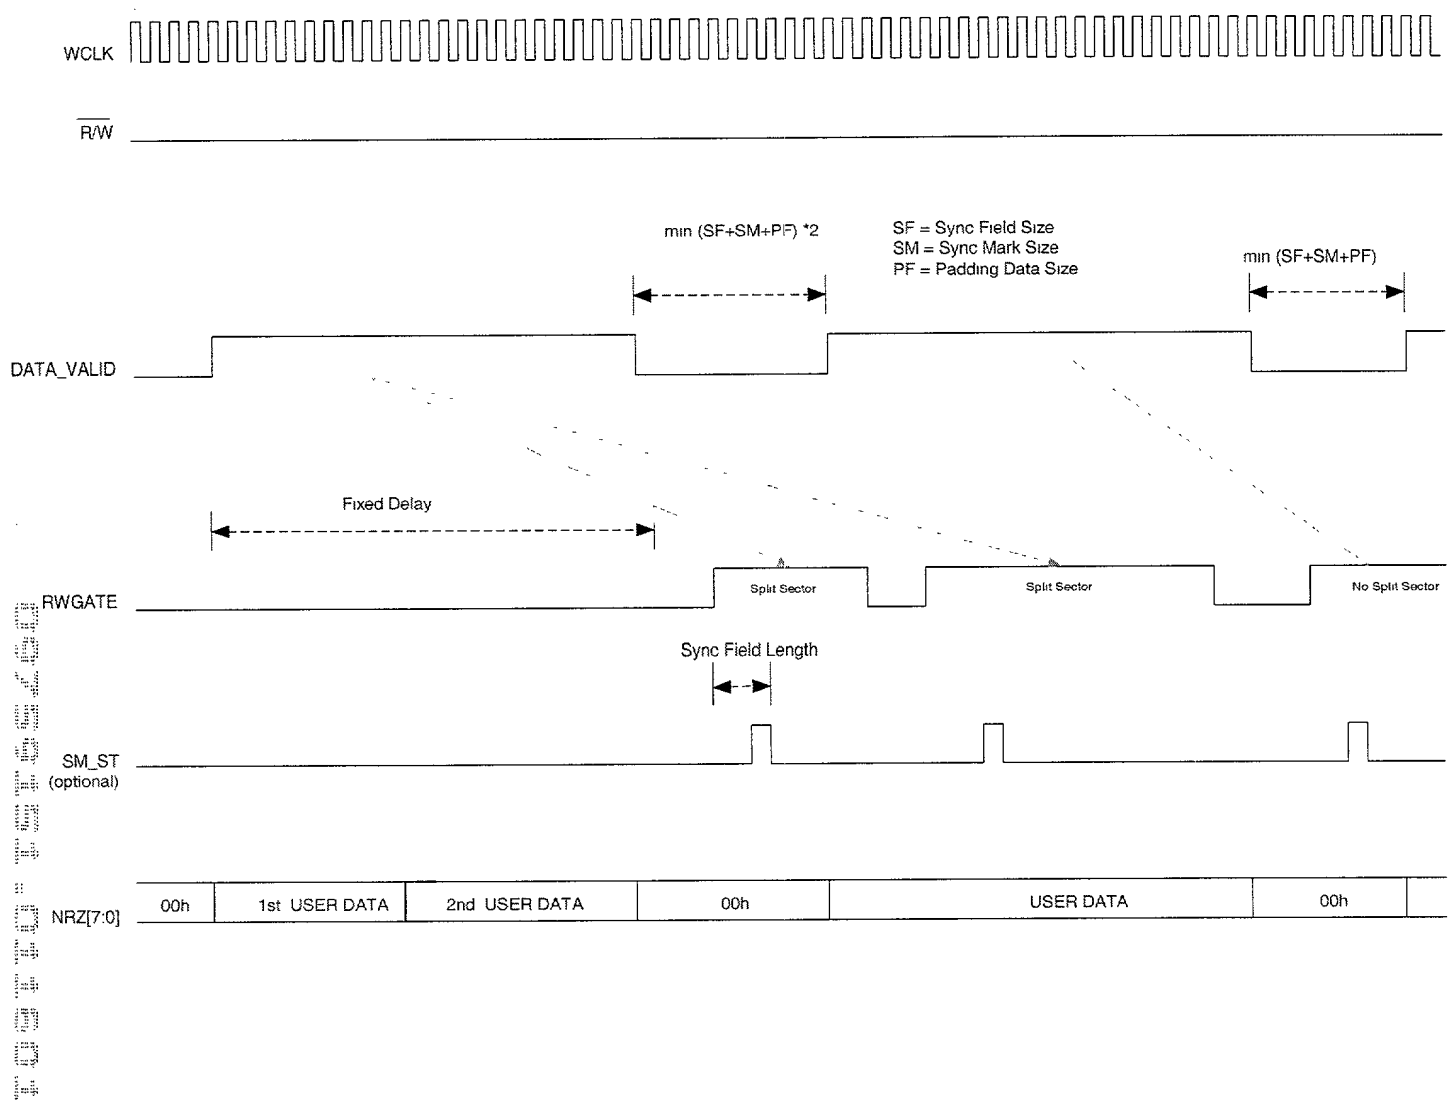 WCLK
R/W
min (SF+SM+PF) *2
SF = Sync Field Size
SM = Sync Mark Size
PF = Padding Data Size
min (SF+SM+PF)
DATA_VALID
Fixed Delay
RWGATE
Split Sector
Split Sector
No Split Sector
Sync Field Length
SM_ST
(optional)
NRZ[7:0]
00h
1st USER DATA
2nd USER DATA
00h
USER DATA
00h